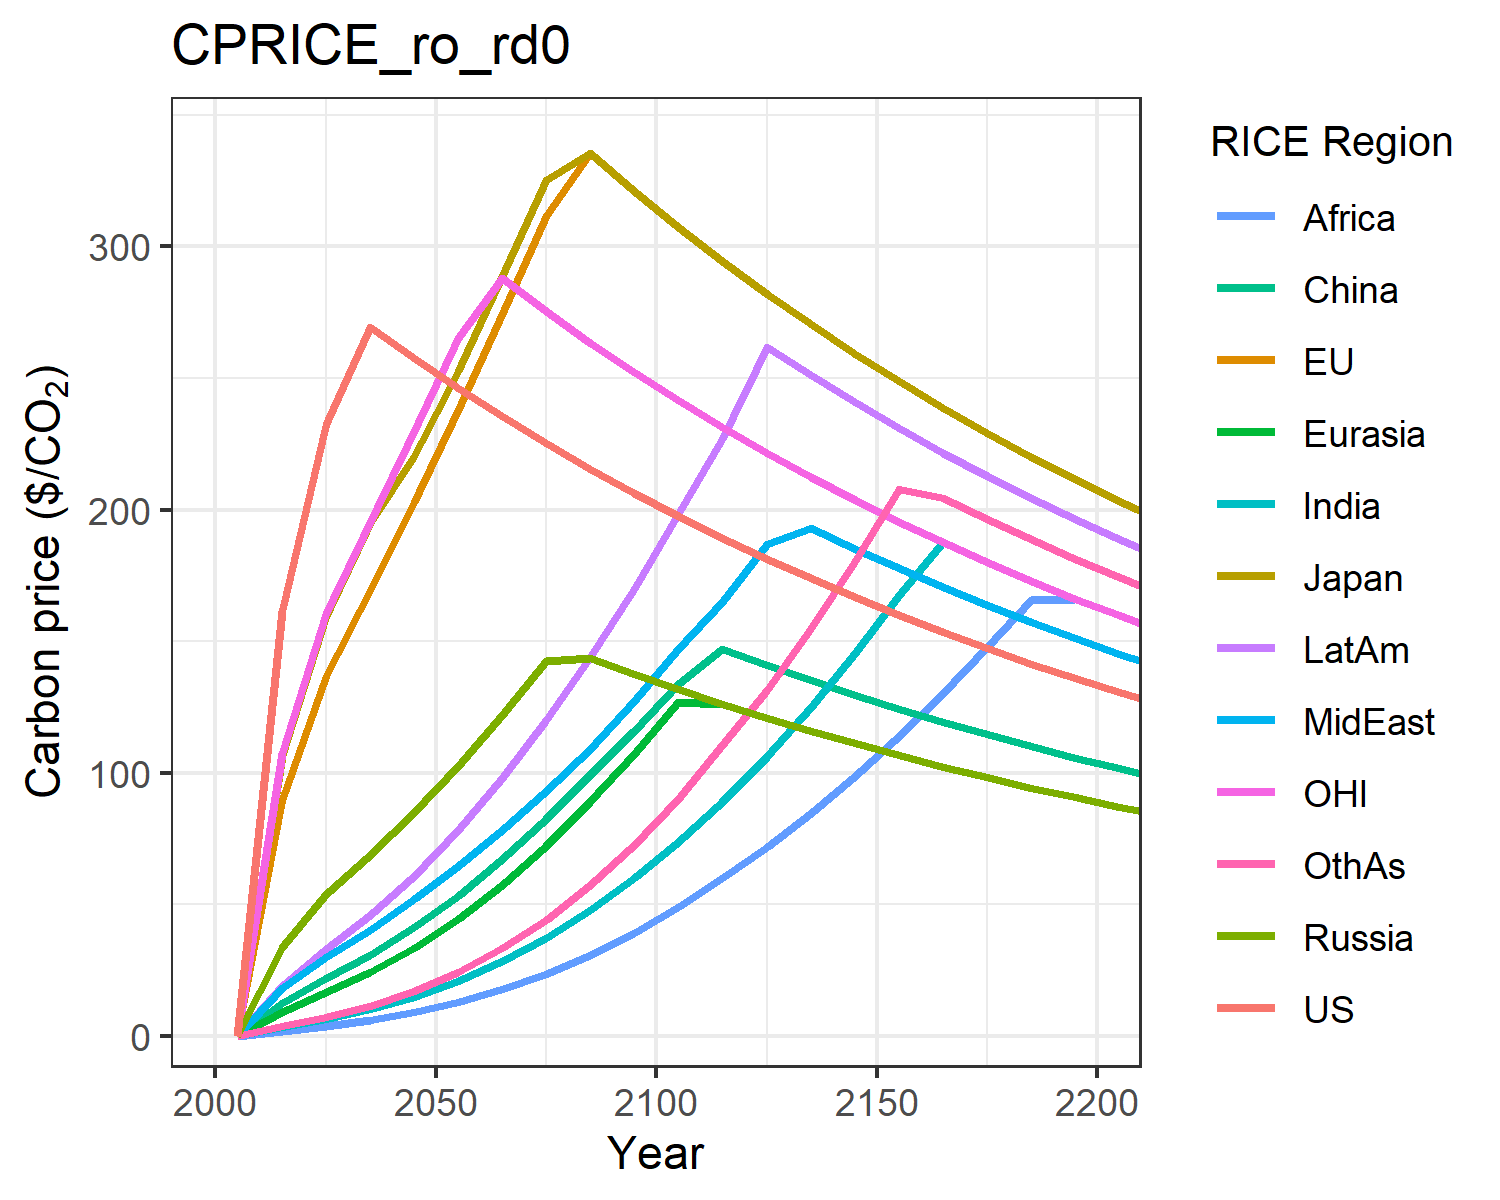 CPRICE_ro_rd0
Carbon price ($/CO₂)
300
200
100
0
2000
2050
2100
2150
2200
Year
RICE Region
Africa
China
EU
Eurasia
India
Japan
LatAm
MidEast
OHI
OthAs
Russia
US